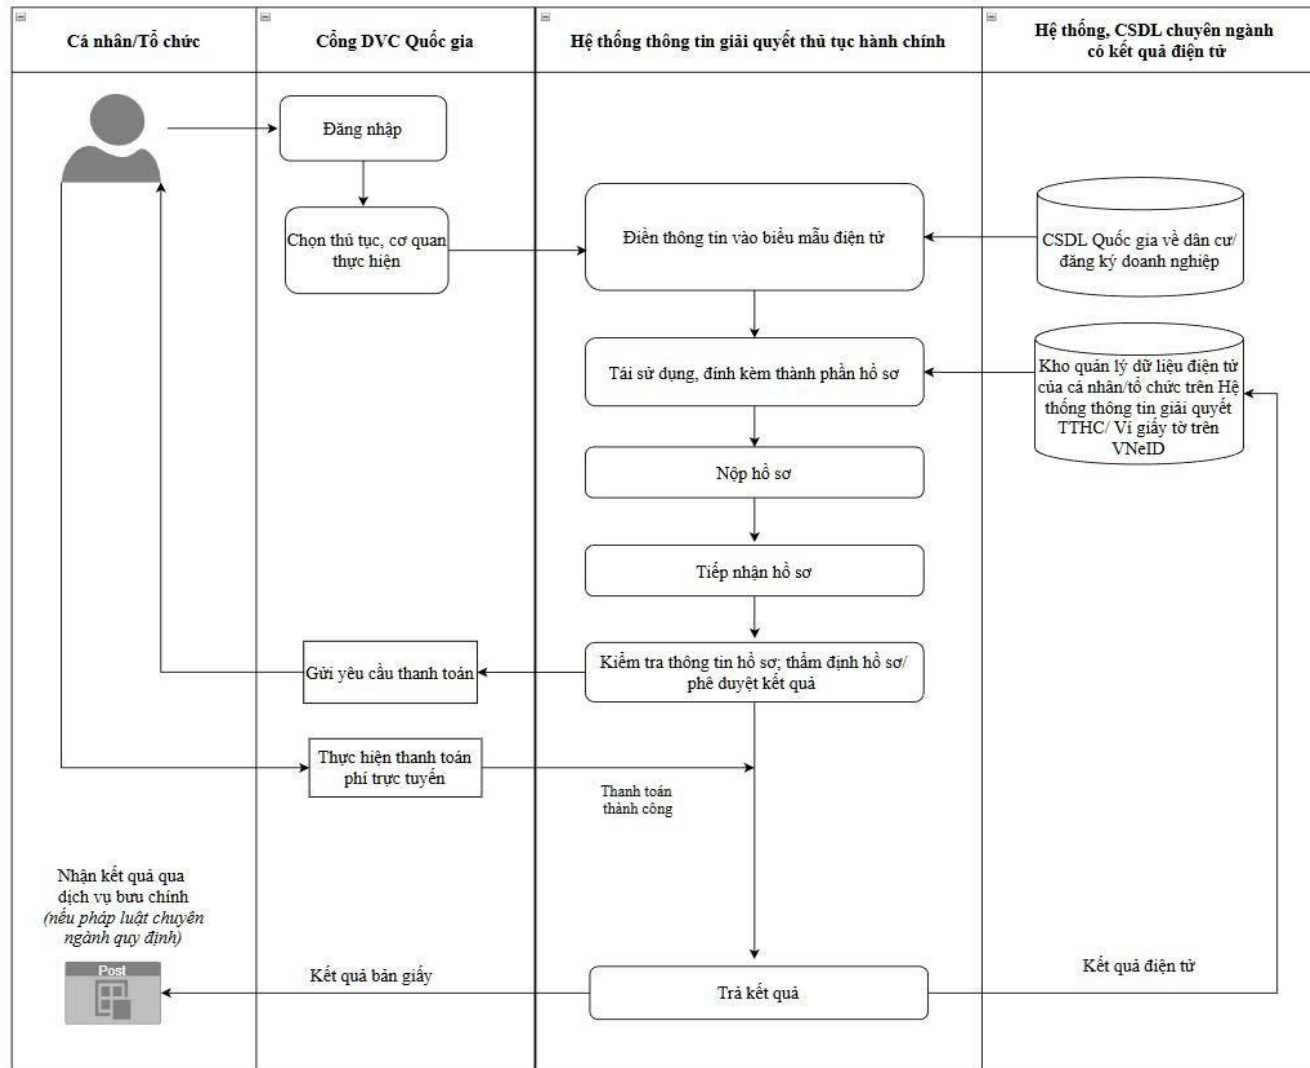 Cá nhân/Tổ chức
Cổng DVC Quốc gia
Hệ thống thông tin giải quyết thủ tục hành chính
Hệ thống, CSDL chuyên ngành
có kết quả điện tử
Đăng nhập
Chọn thủ tục, cơ quan
thực hiện
Điền thông tin vào biểu mẫu điện tử
CSDL Quốc gia về dân cư/
đăng ký doanh nghiệp
Tái sử dụng, đính kèm thành phần hồ sơ
Kho quản lý dữ liệu điện tử
của cá nhân/tổ chức trên Hệ
thống thông tin giải quyết
TTHC/ Ví giấy tờ trên
VNeID
Nộp hồ sơ
Tiếp nhận hồ sơ
Kiểm tra thông tin hồ sơ; thẩm định hồ sơ/
phê duyệt kết quả
Gửi yêu cầu thanh toán
Thực hiện thanh toán
phí trực tuyến
Thanh toán
thành công
Nhận kết quả qua
dịch vụ bưu chính
(nếu pháp luật chuyên
ngành quy định)
Post
Kết quả bản giấy
Trả kết quả
Kết quả điện tử